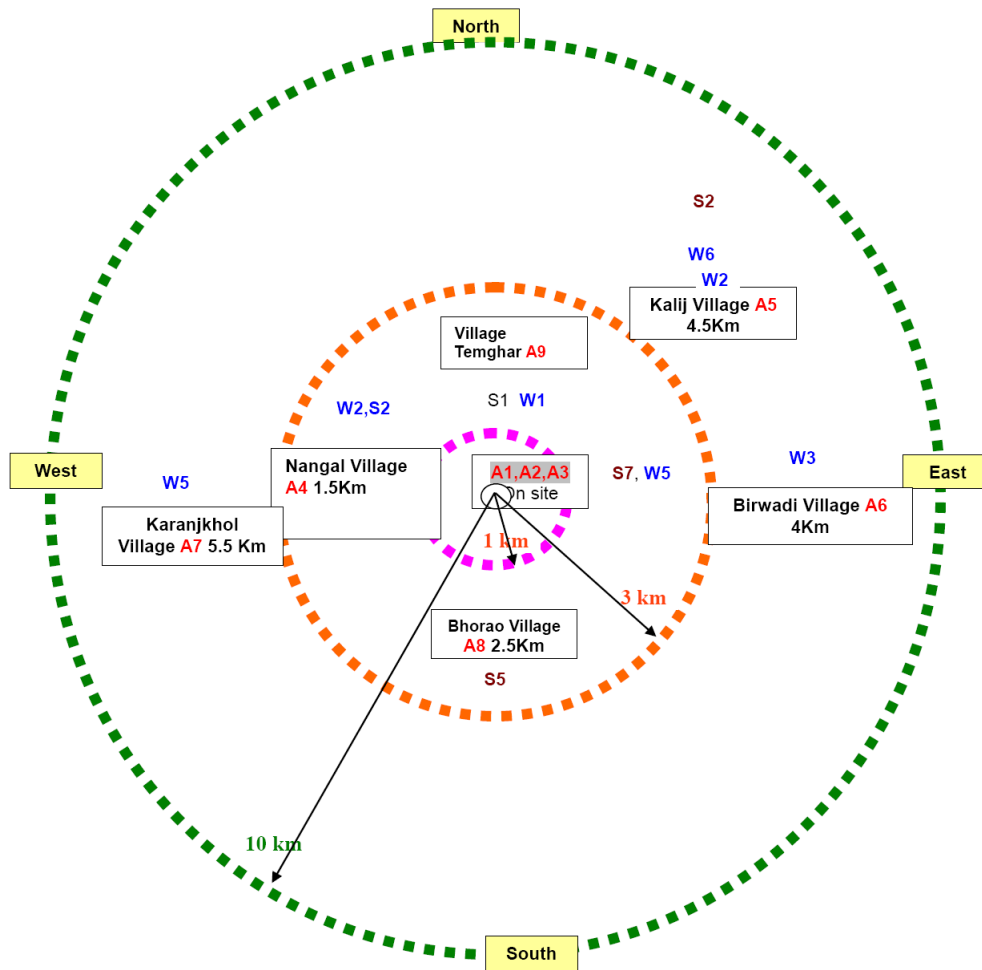 North
S2
W6
W2
Kalij Village A5
4.5Km
Village
Temghar A9
S1 W1
W2,S2
West
W5
Nangal Village
A4 1.5Km
A1,A2,A3
On site
S7, W5
W3
East
Birwadi Village A6
4Km
Karanjkhol
Village A7 5.5 Km
1 km
3 km
Bhorao Village
A8 2.5Km
S5
10 km
South